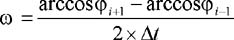 ω = (arccosφ_{i+1} − arccosφ_{i−1}) / (2×Δt)